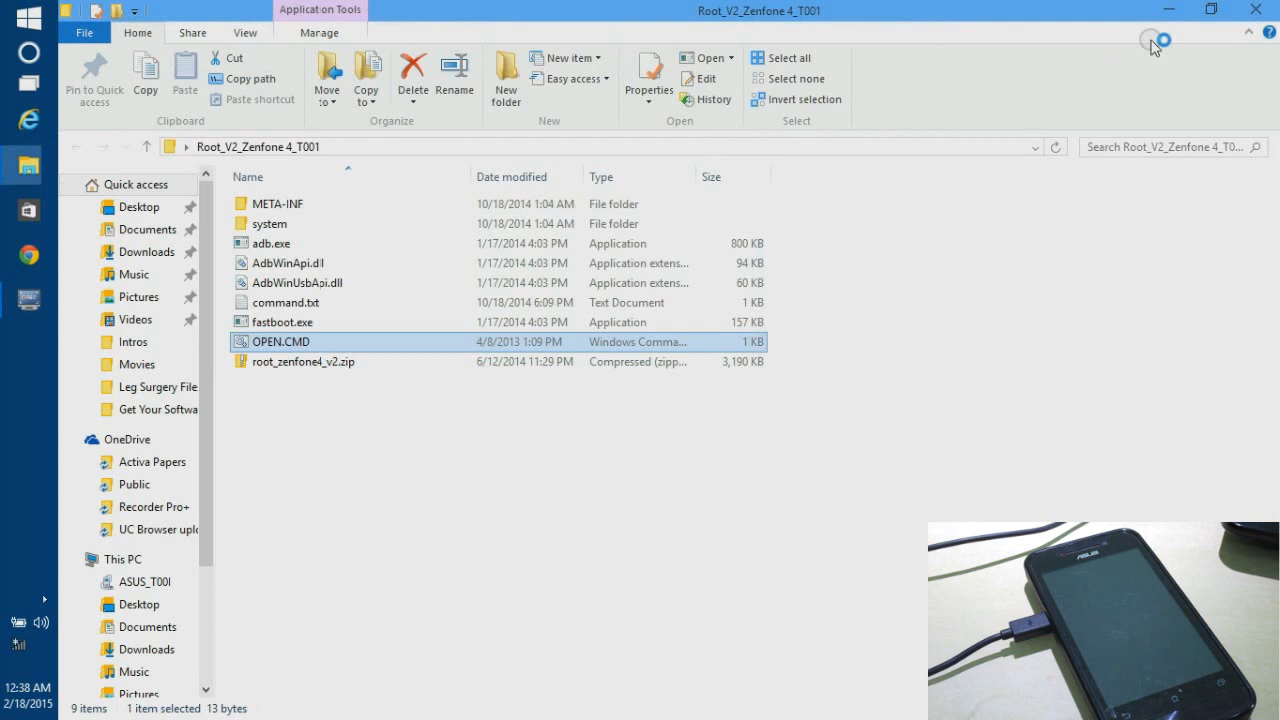 Application Tools
Root_V2_Zenfone 4_T001
File Home Share View Manage
Pin to Quick access
Copy
Paste
Cut
Copy path
Paste shortcut
Clipboard
Move to
Copy to
Delete
Rename
Organize
New folder
New item
Easy access
New
Properties
Open
Edit
History
Open
Select all
Select none
Invert selection
Select
Root_V2_Zenfone 4_T001
Search Root_V2_Zenfone 4_T0...
Name Date modified Type Size
META-INF 10/18/2014 1:04 AM File folder
system 10/18/2014 1:04 AM File folder
adb.exe 1/17/2014 4:03 PM Application 800 KB
AdbWinApi.dll 1/17/2014 4:03 PM Application extens... 94 KB
AdbWinUsbApi.dll 1/17/2014 4:03 PM Application extens... 60 KB
command.txt 10/18/2014 6:09 PM Text Document 1 KB
fastboot.exe 1/17/2014 4:03 PM Application 157 KB
OPEN.CMD 4/8/2013 1:09 PM Windows Comma... 1 KB
root_zenfone4_v2.zip 6/12/2014 11:29 PM Compressed (zipp... 3,190 KB
Quick access
Desktop
Documents
Downloads
Music
Pictures
Videos
Intros
Movies
Leg Surgery File
Get Your Softwa
OneDrive
Activa Papers
Public
Recorder Pro+
UC Browser uplo
This PC
ASUS_T00I
Desktop
Documents
Downloads
Music
Pictures
9 items 1 item selected 13 bytes
12:38 AM
2/18/2015
ASUS